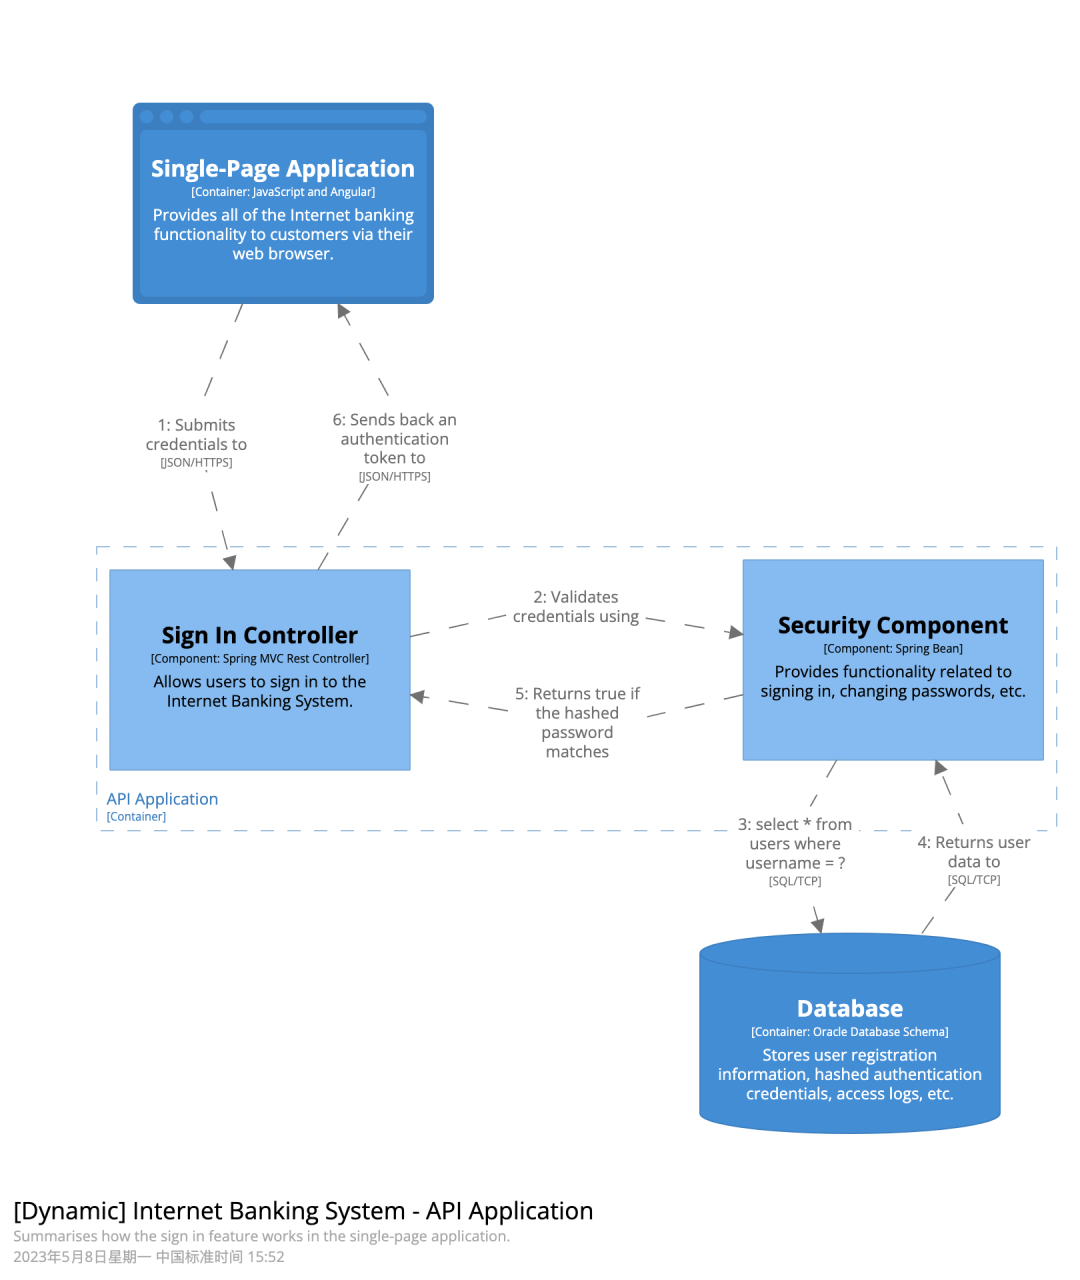 Single-Page Application
[Container: JavaScript and Angular]
Provides all of the Internet banking
functionality to customers via their
web browser.
1: Submits
credentials to
[JSON/HTTPS]
6: Sends back an
authentication
token to
[JSON/HTTPS]
Sign In Controller
[Component: Spring MVC Rest Controller]
Allows users to sign in to the
Internet Banking System.
2: Validates
credentials using
5: Returns true if
the hashed
password
matches
Security Component
[Component: Spring Bean]
Provides functionality related to
signing in, changing passwords, etc.
API Application
[Container]
3: select * from
users where
username = ?
[SQL/TCP]
4: Returns user
data to
[SQL/TCP]
Database
[Container: Oracle Database Schema]
Stores user registration
information, hashed authentication
credentials, access logs, etc.
[Dynamic] Internet Banking System - API Application
Summarises how the sign in feature works in the single-page application.
2023年5月8日星期一 中国标准时间 15:52